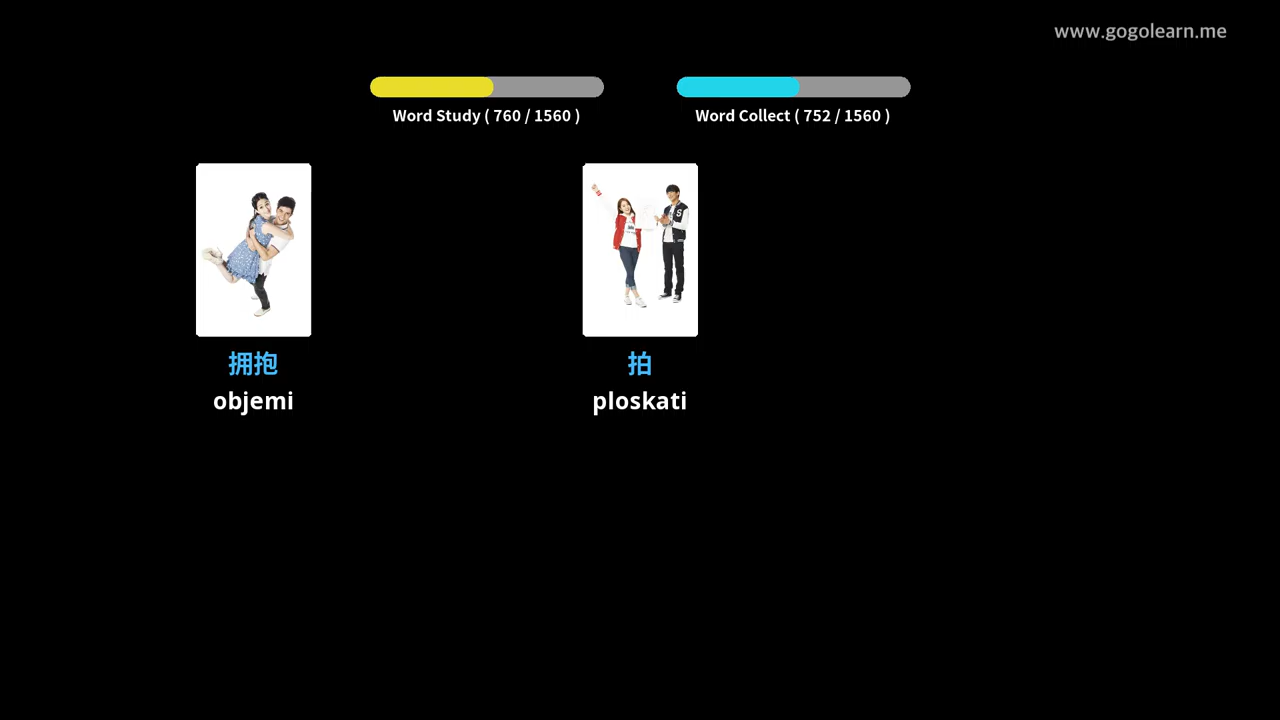 www.gogolearn.me
Word Study ( 760 / 1560 )
Word Collect ( 752 / 1560 )
拥抱
objemi
拍
ploskati